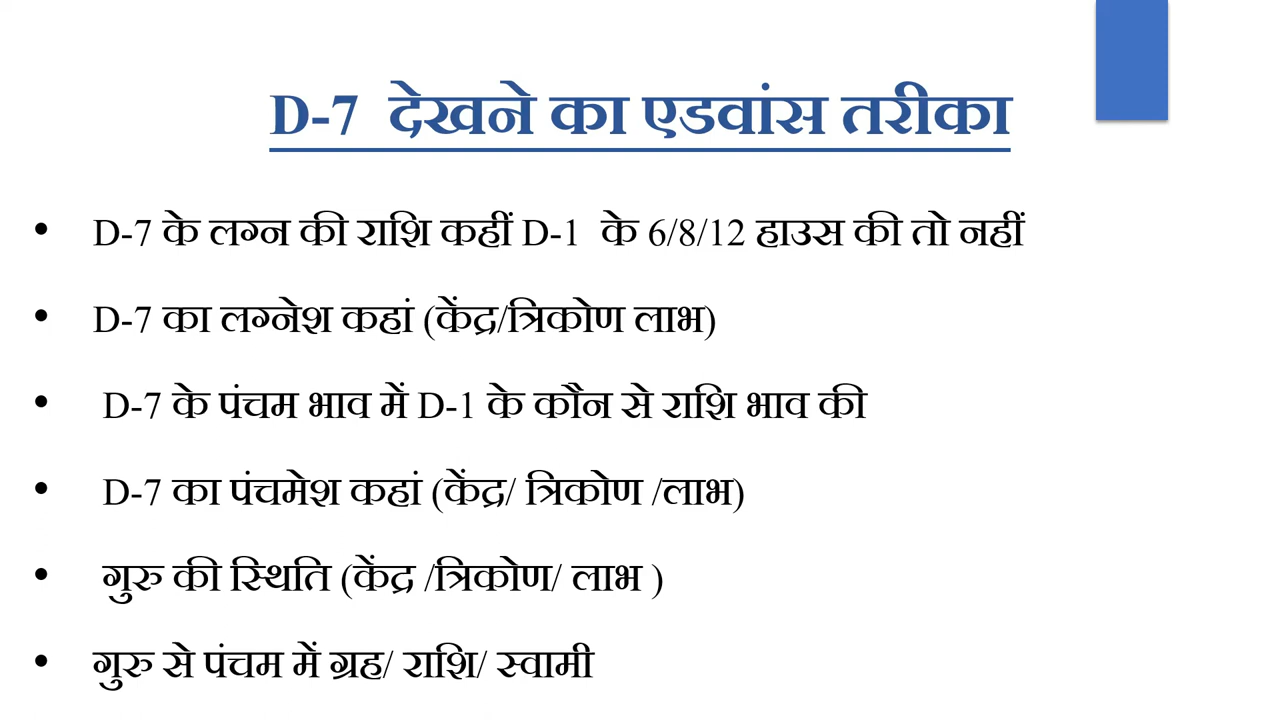 D-7 देखने का एडवांस तरीका
• D-7 के लग्न की राशि कहीं D-1 के 6/8/12 हाउस की तो नहीं
• D-7 का लग्नेश कहां (केंद्र/त्रिकोण लाभ)
• D-7 के पंचम भाव में D-1 के कौन से राशि भाव की
• D-7 का पंचमेश कहां (केंद्र/ त्रिकोण /लाभ)
• गुरु की स्थिति (केंद्र /त्रिकोण/ लाभ )
• गुरु से पंचम में ग्रह/ राशि/ स्वामी